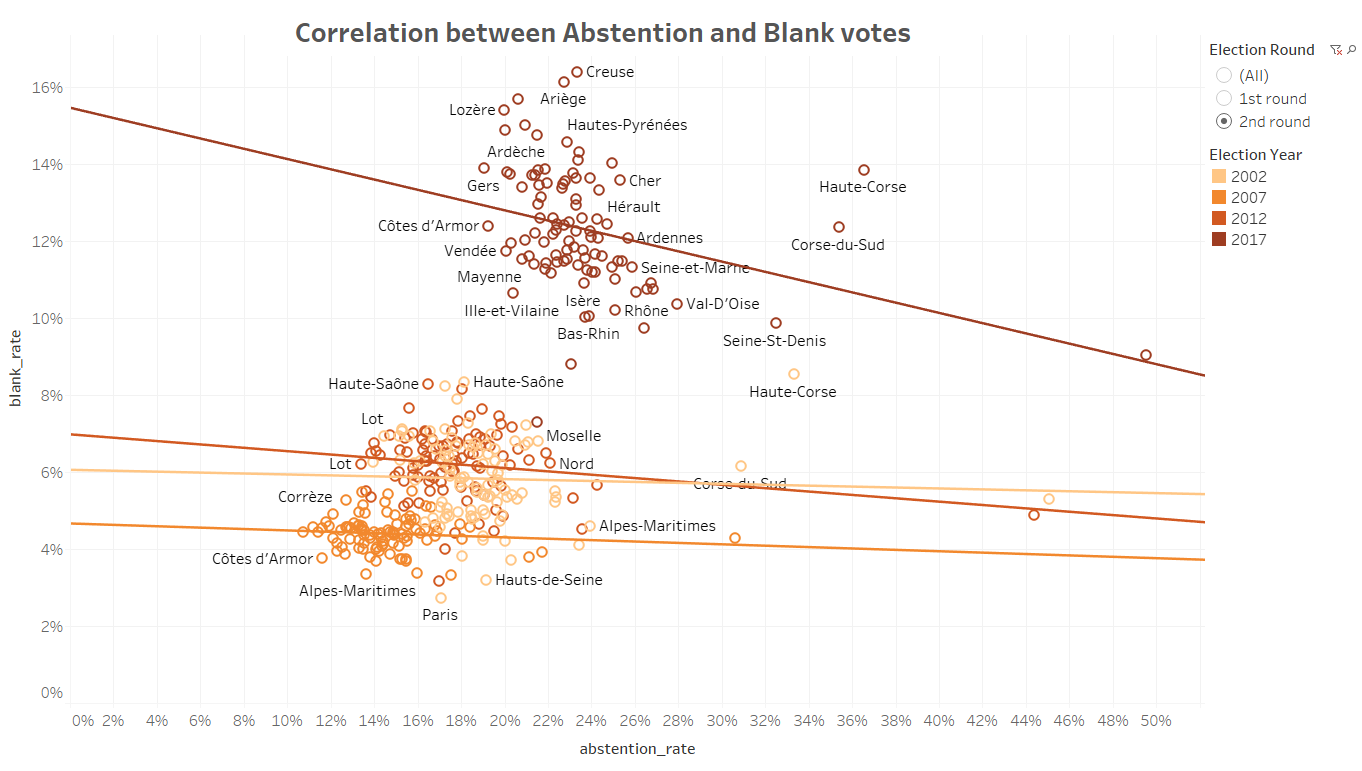 Correlation between Abstention and Blank votes
Election Round
(All)
1st round
2nd round
Election Year
2002
2007
2012
2017
blank_rate
16%
14%
12%
10%
8%
6%
4%
2%
0%
Creuse
Ariège
Lozère
Hautes-Pyrénées
Ardèche
Gers
Cher
Haute-Corse
Hérault
Côtes d'Armor
Ardennes
Corse-du-Sud
Vendée
Mayenne
Seine-et-Marne
Isère
Val-D'Oise
Ille-et-Vilaine
Rhône
Bas-Rhin
Seine-St-Denis
Haute-Saône
Haute-Saône
Haute-Corse
Lot
Moselle
Lot
Nord
Corse-du-Sud
Corrèze
Alpes-Maritimes
Côtes d'Armor
Hauts-de-Seine
Alpes-Maritimes
Paris
0% 2% 4% 6% 8% 10% 12% 14% 16% 18% 20% 22% 24% 26% 28% 30% 32% 34% 36% 38% 40% 42% 44% 46% 48% 50%
abstention_rate